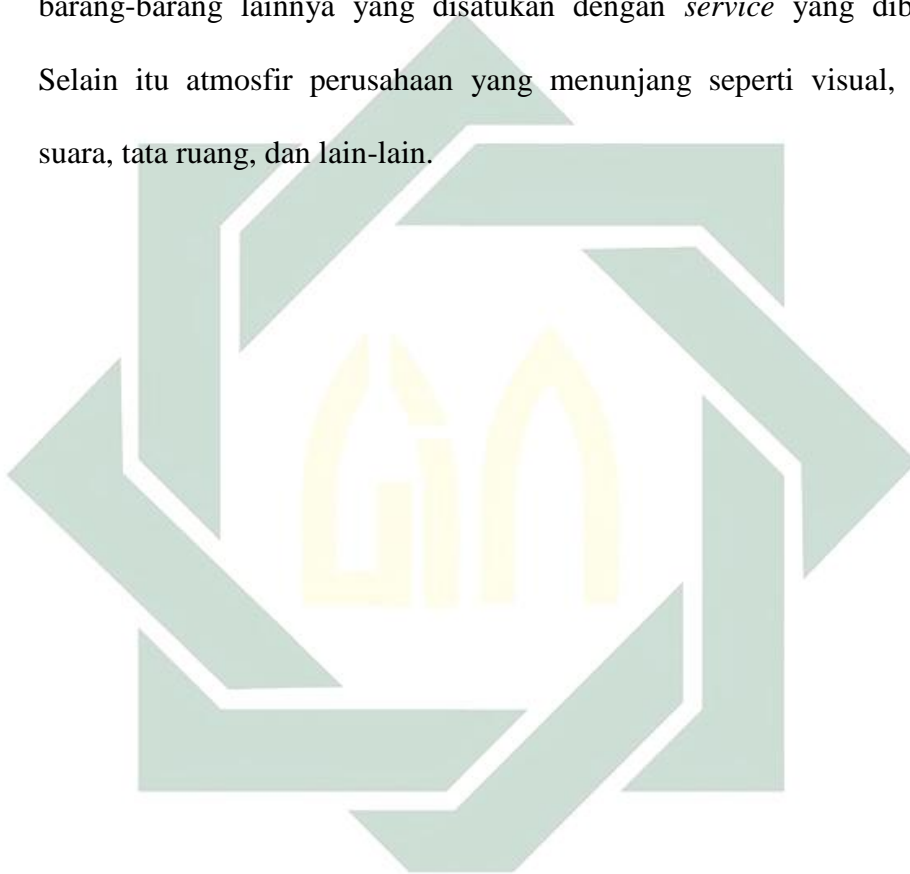 barang-barang lainnya yang disatukan dengan service yang
Selain itu atmosfir perusahaan yang menunjang seperti visual,
suara, tata ruang, dan lain-lain.